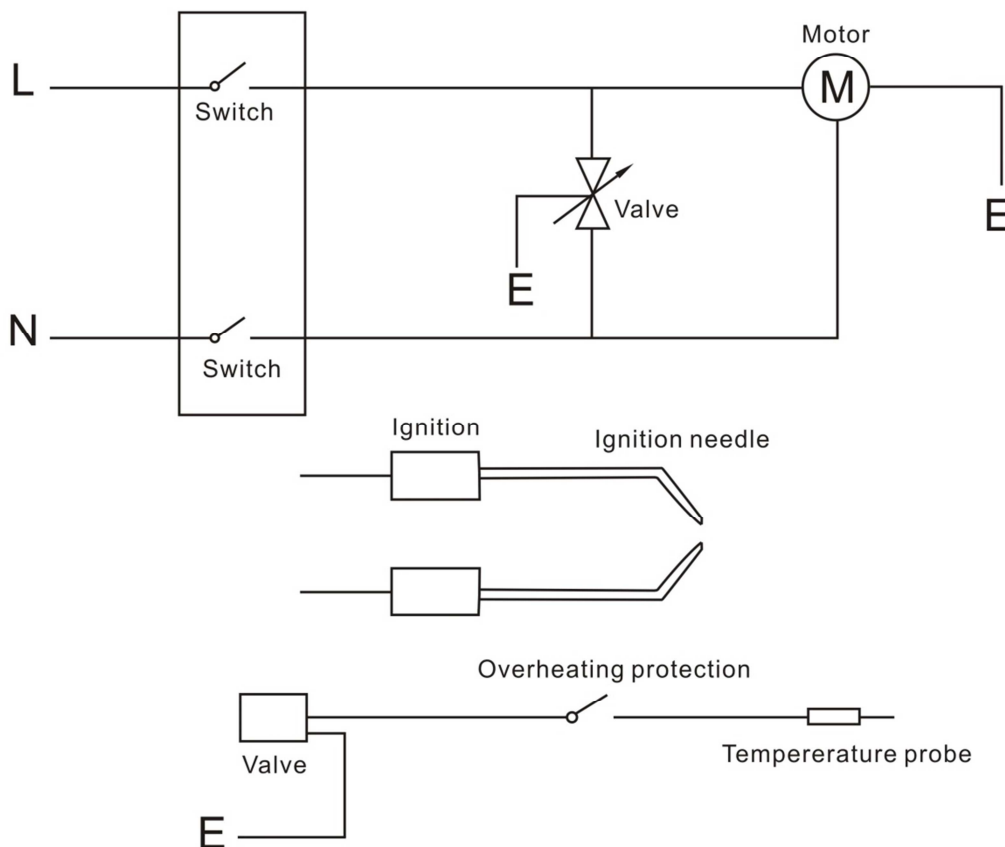 Motor
L
M
Switch
Valve
E
E
N
Switch
Ignition
Ignition needle
Overheating protection
Valve
Tempererature probe
E